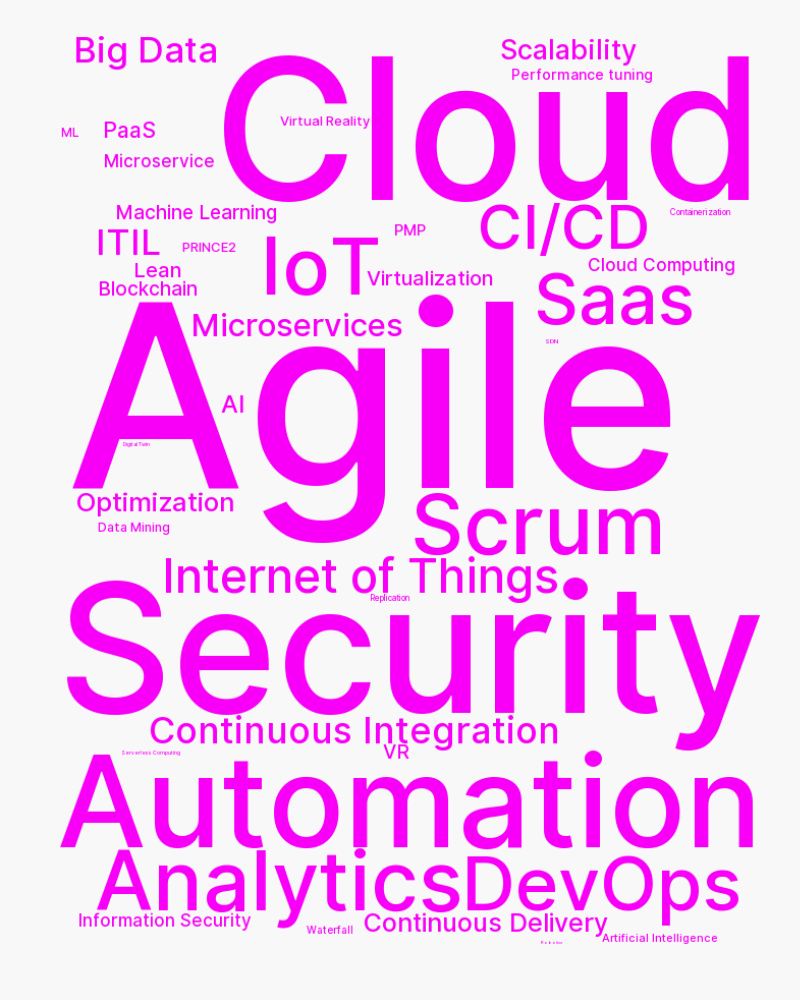 Big Data
Scalability
Performance tuning
Cloud
Virtual Reality
ML
PaaS
Microservice
Machine Learning
CI/CD
Containerization
PMP
ITIL
PRINCE2
IoT
Lean
Virtualization
Cloud Computing
Blockchain
Saas
Microservices
SDN
Agile
AI
Digital Twin
Optimization
Data Mining
Scrum
Internet of Things
Replication
Security
Continuous Integration
VR
Serverless Computing
Automation
Analytics
DevOps
Information Security
Waterfall
Continuous Delivery
Artificial Intelligence